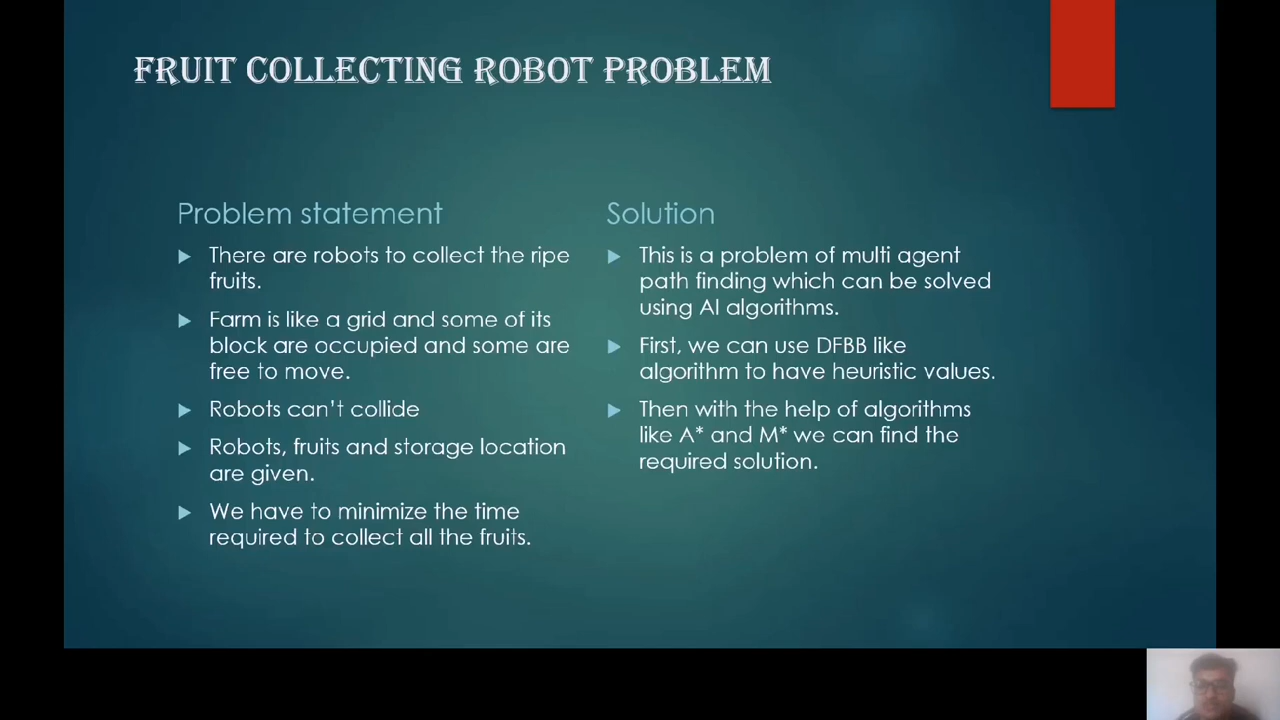 FRUIT COLLECTING ROBOT PROBLEM
Problem statement
There are robots to collect the ripe
fruits.
Farm is like a grid and some of its
block are occupied and some are
free to move.
Robots can't collide
Robots, fruits and storage location
are given.
We have to minimize the time
required to collect all the fruits.
Solution
This is a problem of multi agent
path finding which can be solved
using AI algorithms.
First, we can use DFBB like
algorithm to have heuristic values.
Then with the help of algorithms
like A* and M* we can find the
required solution.